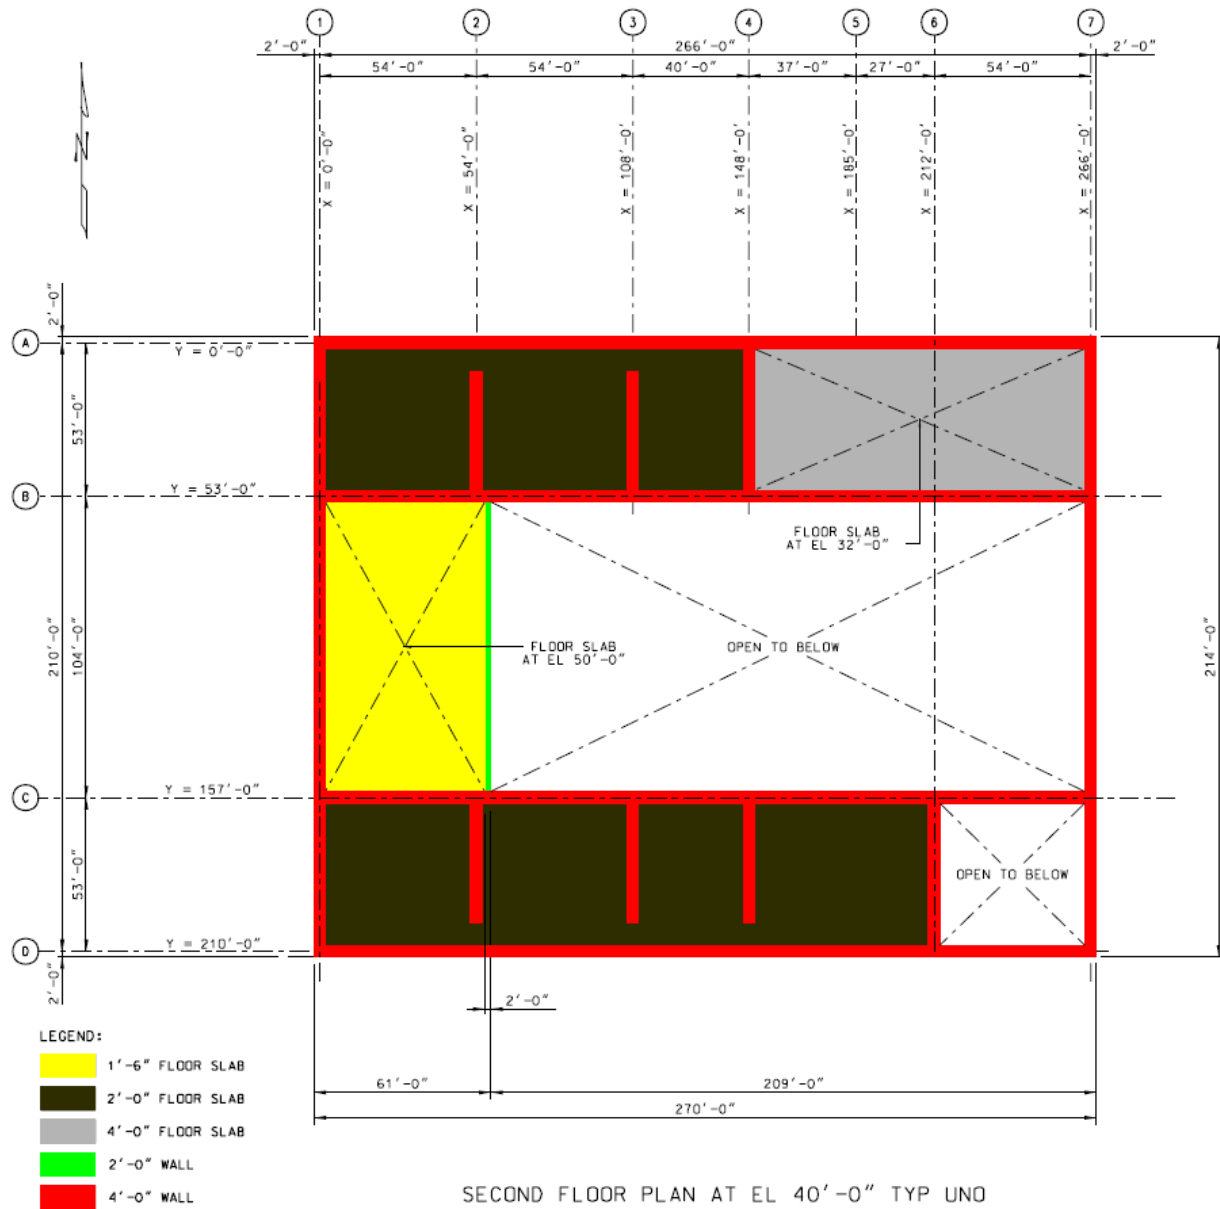 1 2 3 4 5 6 7
2'-0" 266'-0" 2'-0"
54'-0" 54'-0" 40'-0" 37'-0" 27'-0" 54'-0"
N
X = 0'-0"
X = 54'-0"
X = 108'-0'
X = 148'-0'
X = 185'-0'
X = 212'-0'
X = 266'-0'
2'-0"
A
Y = 0'-0"
53'-0"
B
Y = 53'-0"
FLOOR SLAB
AT EL 32'-0"
210'-0"
104'-0"
FLOOR SLAB
AT EL 50'-0"
OPEN TO BELOW
214'-0"
C
Y = 157'-0"
53'-0"
OPEN TO BELOW
D
Y = 210'-0"
2'-0"
2'-0"
LEGEND:
1'-6" FLOOR SLAB
2'-0" FLOOR SLAB
4'-0" FLOOR SLAB
2'-0" WALL
4'-0" WALL
61'-0" 209'-0"
270'-0"
SECOND FLOOR PLAN AT EL 40'-0" TYP UNO